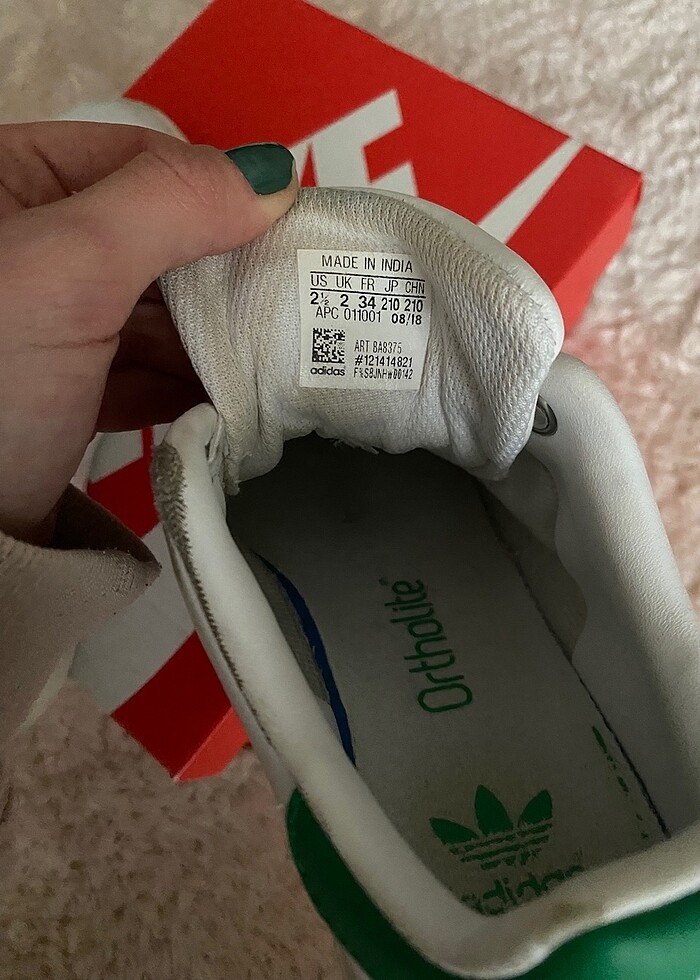 MADE IN INDIA
US UK FR JP CHN
2½ 2 34 210 210
APC 011001 08/18
ART BA8375
#121414821
adidas
Ortholite®
adidas